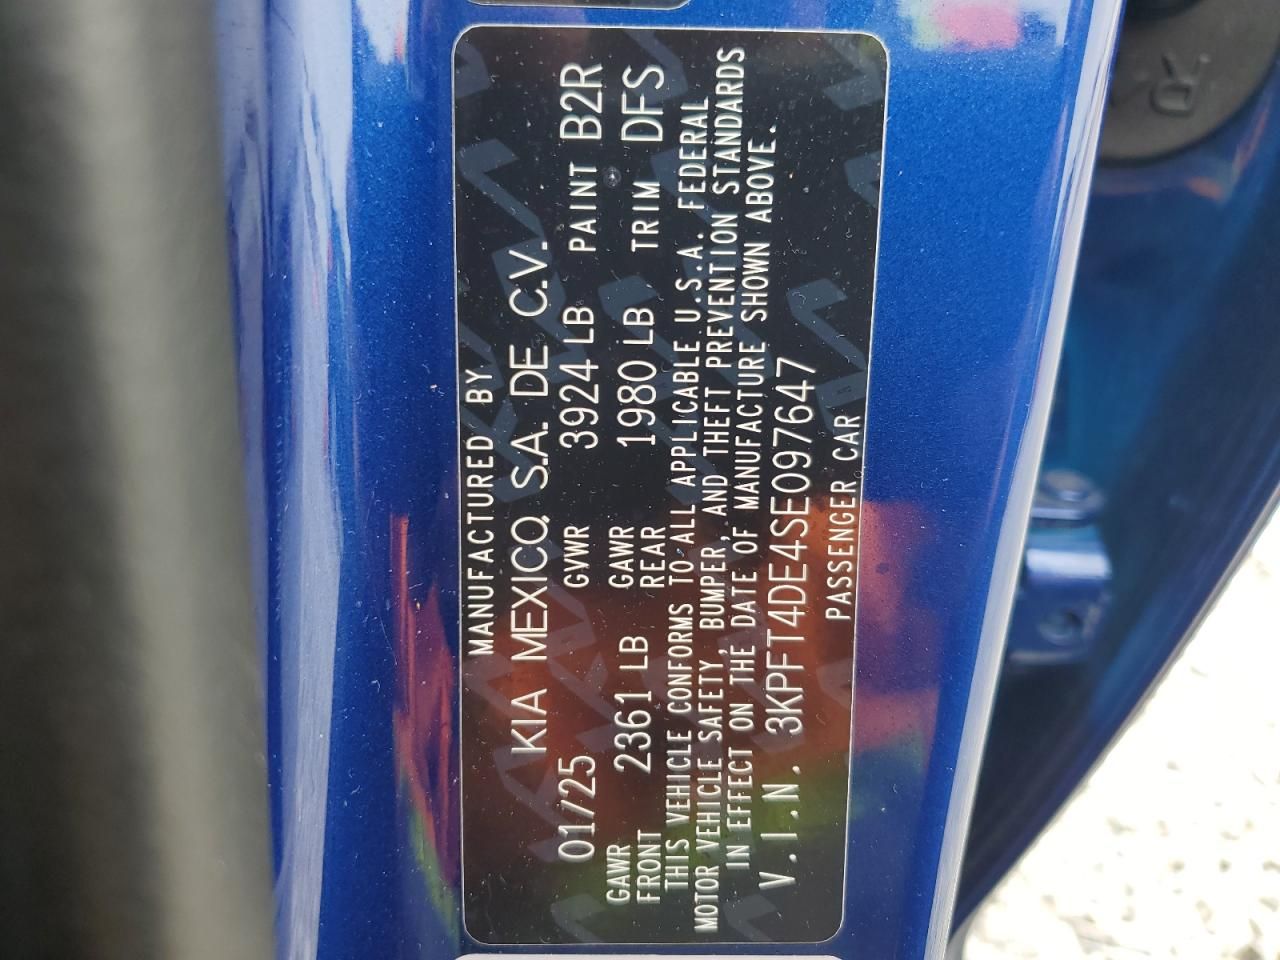 MANUFACTURED BY
KIA MEXICO, S.A. DE C.V.
01/25 GVWR 3924 LB PAINT B2R
GAWR FRONT 2361 LB GAWR REAR 1980 LB TRIM DFS
THIS VEHICLE CONFORMS TO ALL APPLICABLE U.S.A. FEDERAL
MOTOR VEHICLE SAFETY, BUMPER, AND THEFT PREVENTION STANDARDS
IN EFFECT ON THE DATE OF MANUFACTURE SHOWN ABOVE.
V.I.N. 3KPFT4DE4SE097647
PASSENGER CAR
R